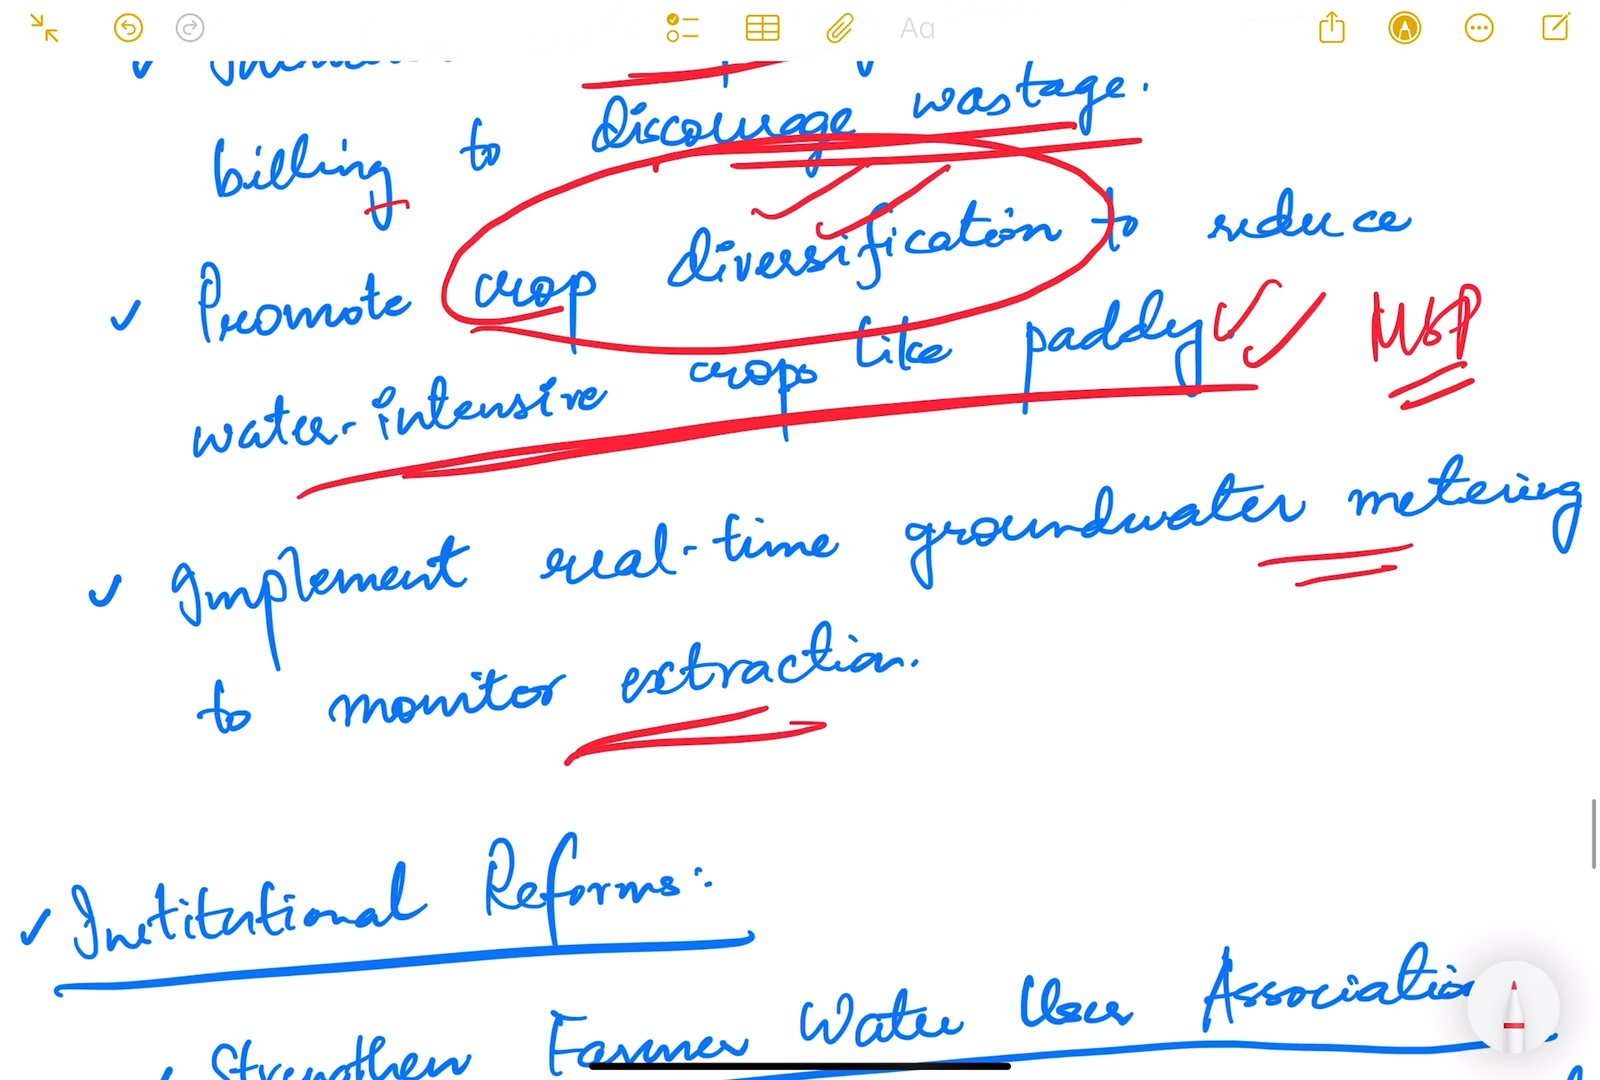 Aa
billing to discourage wastage.
✓ Promote crop diversification to reduce
water-intensive crops like paddy ✓✓ MSP
✓ Implement real-time groundwater metering
to monitor extraction.
✓ Institutional Reforms:
Strengthen Farmer Water User Association